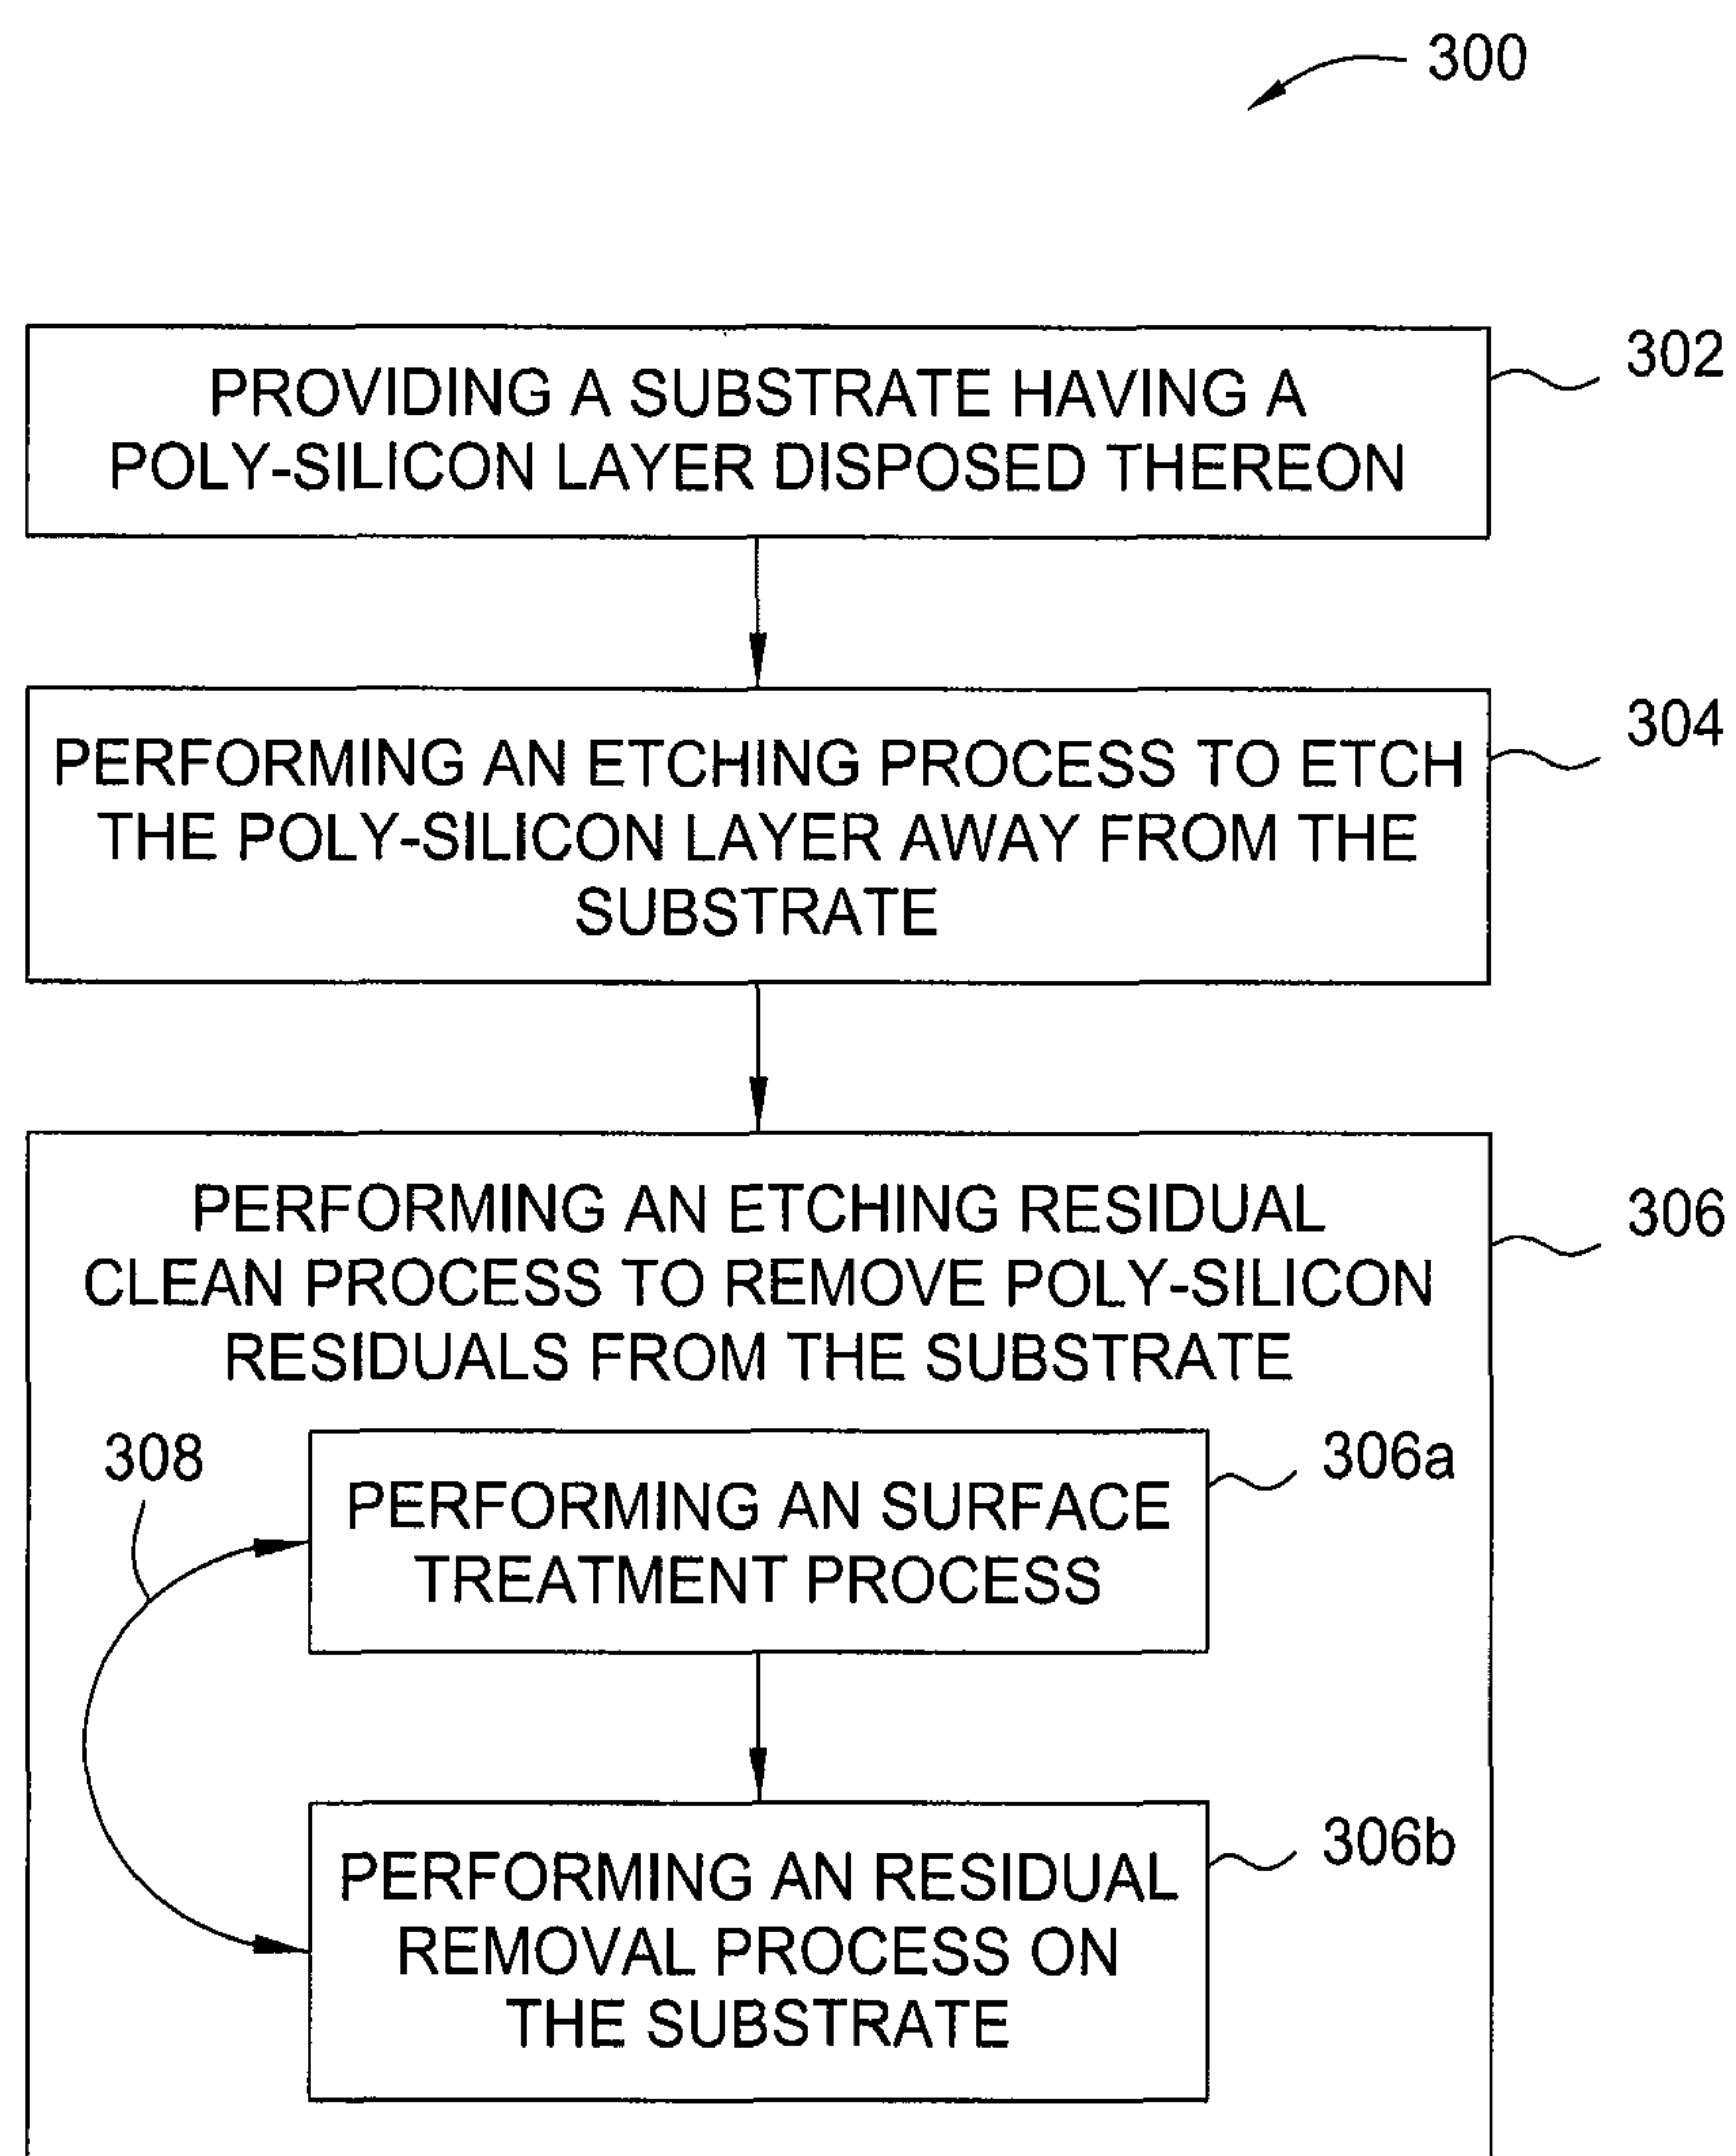 300
PROVIDING A SUBSTRATE HAVING A
POLY-SILICON LAYER DISPOSED THEREON
302
PERFORMING AN ETCHING PROCESS TO ETCH
THE POLY-SILICON LAYER AWAY FROM THE
SUBSTRATE
304
PERFORMING AN ETCHING RESIDUAL
CLEAN PROCESS TO REMOVE POLY-SILICON
RESIDUALS FROM THE SUBSTRATE
306
308
PERFORMING AN SURFACE
TREATMENT PROCESS
306a
PERFORMING AN RESIDUAL
REMOVAL PROCESS ON
THE SUBSTRATE
306b